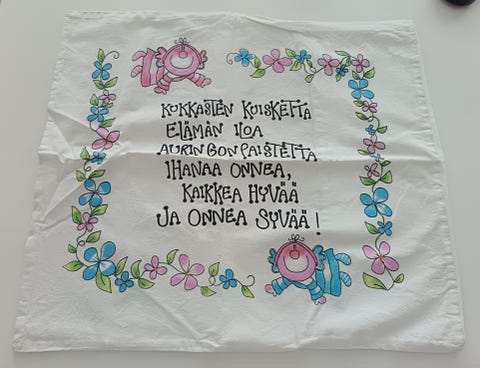 KUKKASTEN KUISKETTA
ELÄMÄN ILOA
AURINGON PAISTETTA
IHANAA ONNEA,
KAIKKEA HYVÄÄ
JA ONNEA SYVÄÄ!